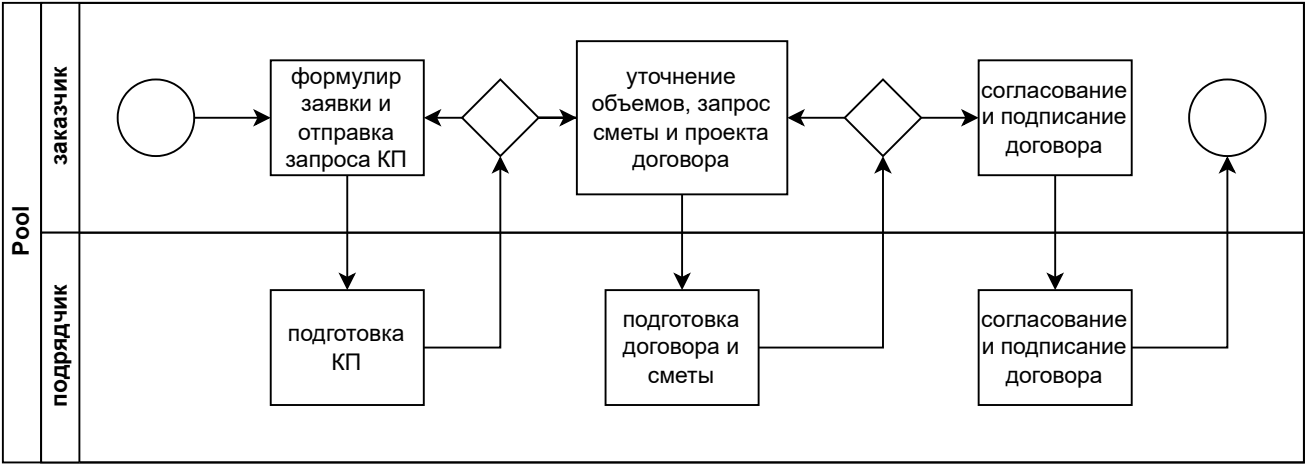 Pool
заказчик
формулир
заявки и
отправка
запроса КП
уточнение
объемов, запрос
сметы и проекта
договора
согласование
и подписание
договора
подрядчик
подготовка
КП
подготовка
договора и
сметы
согласование
и подписание
договора